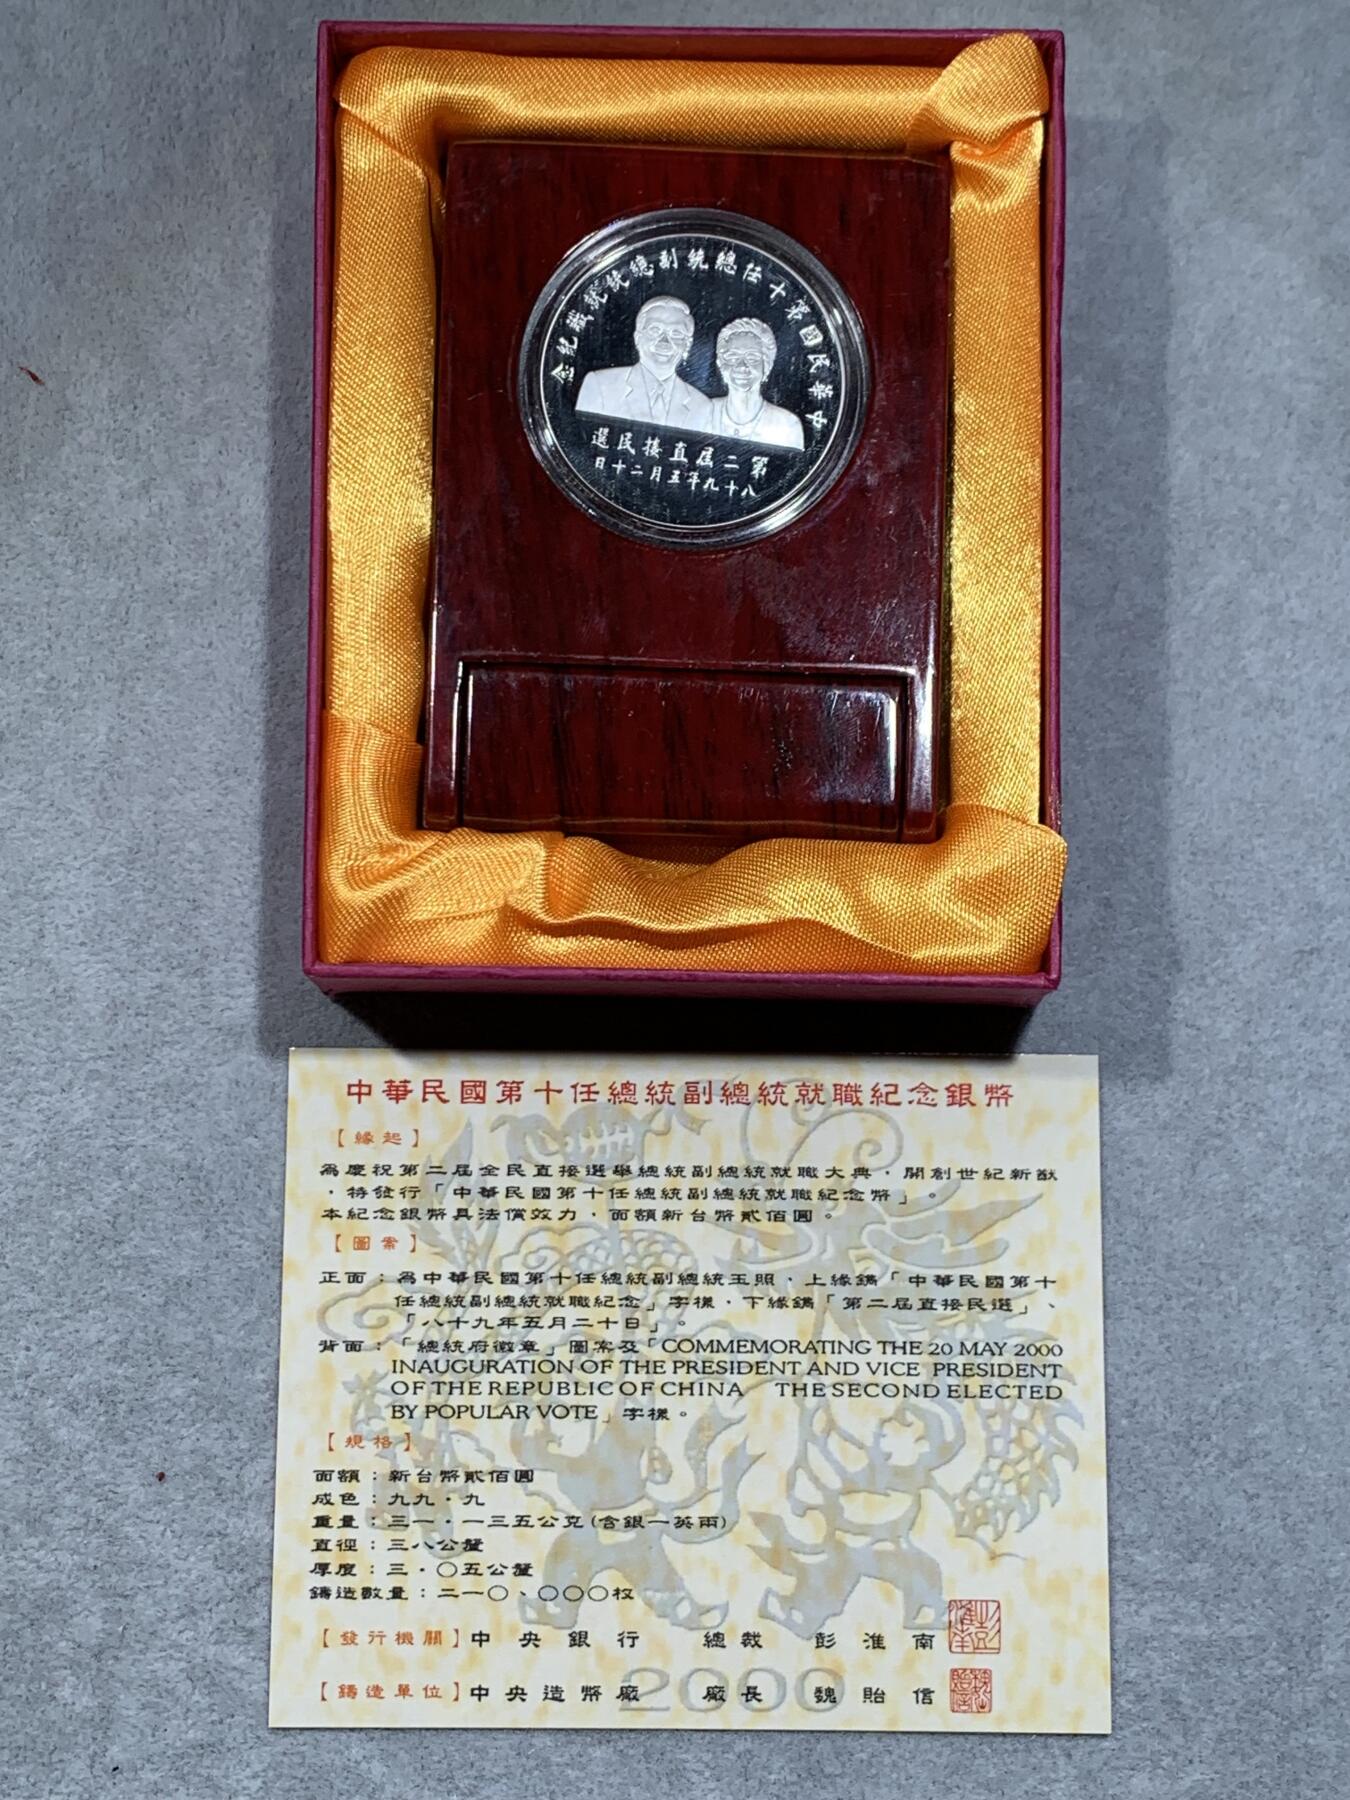 中華民國第十任總統副總統就職紀念
第二屆直接民選
八十九年五月二十日
中華民國第十任總統副總統就職紀念銀幣
【緣起】
為慶祝第二屆全民直接選舉總統副總統就職大典，開創世紀新猷
，特發行「中華民國第十任總統副總統就職紀念幣」。
本紀念銀幣具法償效力，面額新台幣貳佰圓。
【圖案】
正面：為中華民國第十任總統副總統玉照，上緣鐫「中華民國第十
任總統副總統就職紀念」字樣，下緣鐫「第二屆直接民選」、
「八十九年五月二十日」。
背面：「總統府徽章」圖案及「COMMEMORATING THE 20 MAY 2000
INAUGURATION OF THE PRESIDENT AND VICE PRESIDENT
OF THE REPUBLIC OF CHINA THE SECOND ELECTED
BY POPULAR VOTE」字樣。
【規格】
面額：新台幣貳佰圓
成色：九九．九
重量：三一．一三五公克(含銀一英兩)
直徑：三八公釐
厚度：三．〇五公釐
鑄造數量：二一〇、〇〇〇枚
【發行機關】中央銀行 總裁 彭淮南
【鑄造單位】中央造幣廠 廠長 魏貽信
2000